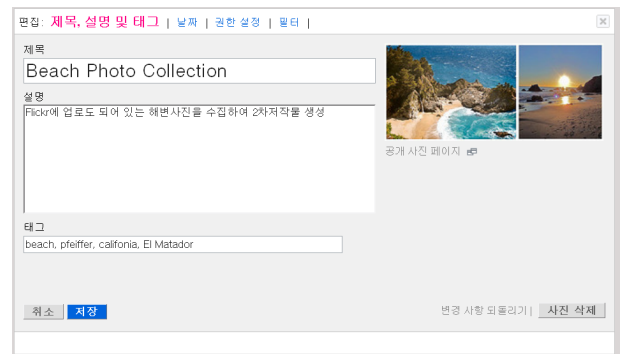 편집: 제목, 설명 및 태그 | 날짜 | 권한 설정 | 필터 |
제목
Beach Photo Collection
설명
Flickr에 업로도 되어 있는 해변사진을 수집하여 2차저작물 생성
공개 사진 페이지
태그
beach, pfeiffer, califonia, El Matador
취소 저장 변경 사항 되돌리기 | 사진 삭제